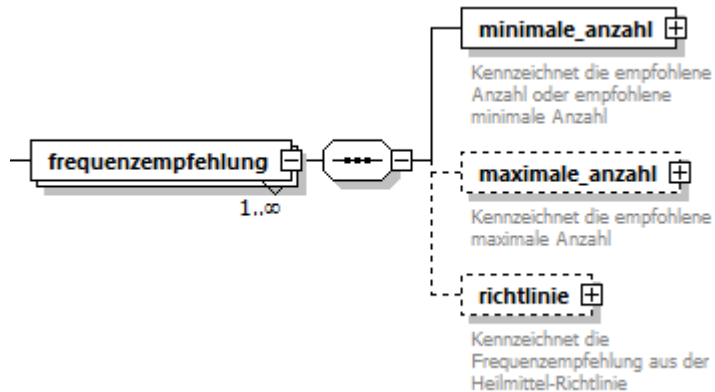 minimale_anzahl
Kennzeichnet die empfohlene
Anzahl oder empfohlene
minimale Anzahl
frequenzempfehlung
1..∞
maximale_anzahl
Kennzeichnet die empfohlene
maximale Anzahl
richtlinie
Kennzeichnet die
Frequenzempfehlung aus der
Heilmittel-Richtlinie